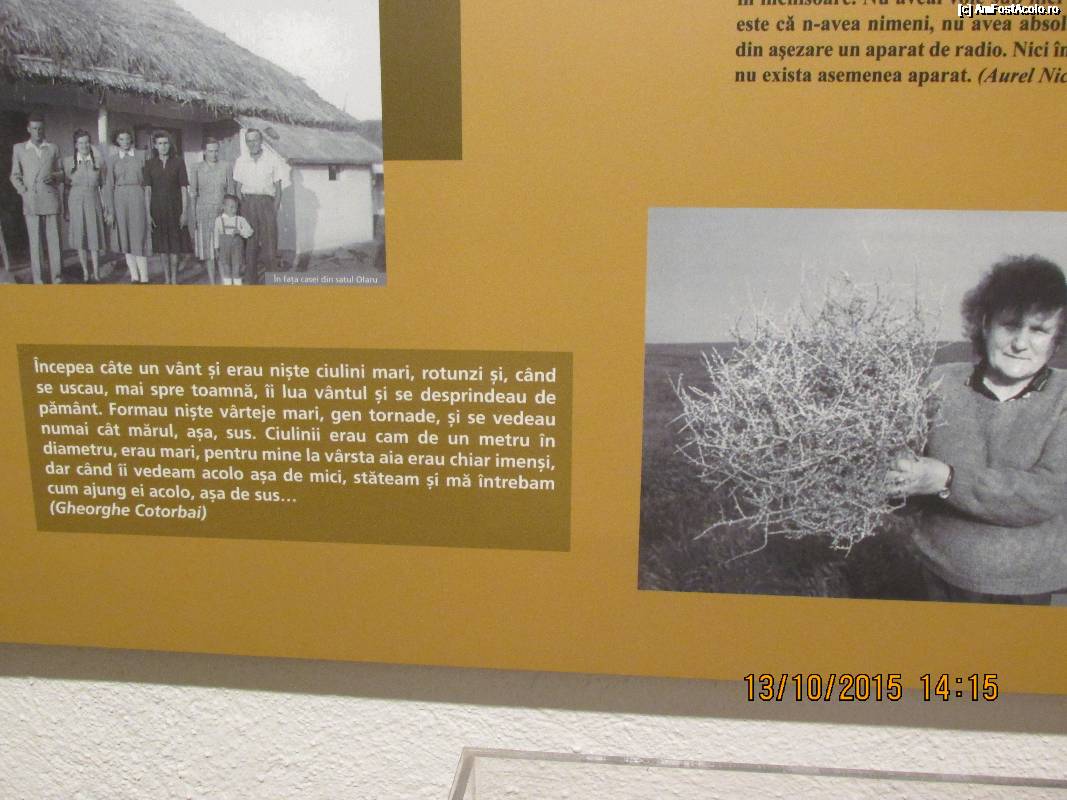 (c) AmFostAcolo.ro
este că n-avea nimeni, nu avea
din așezare un aparat de radio. Nici
nu exista asemenea aparat. (Aurel
În fața casei din satul Olaru
Începea câte un vânt și erau niște ciulini mari, rotunzi și, când
se uscau, mai spre toamnă, îi lua vântul și se desprindeau de
pământ. Formau niște vârteje mari, gen tornade, și se vedeau
numai cât mărul, așa, sus. Ciulinii erau cam de un metru în
diametru, erau mari, pentru mine la vârsta aia erau chiar imenși,
dar când îi vedeam acolo așa de mici, stăteam și mă întrebam
cum ajung ei acolo, așa de sus...
(Gheorghe Cotorbai)
13/10/2015 14:15